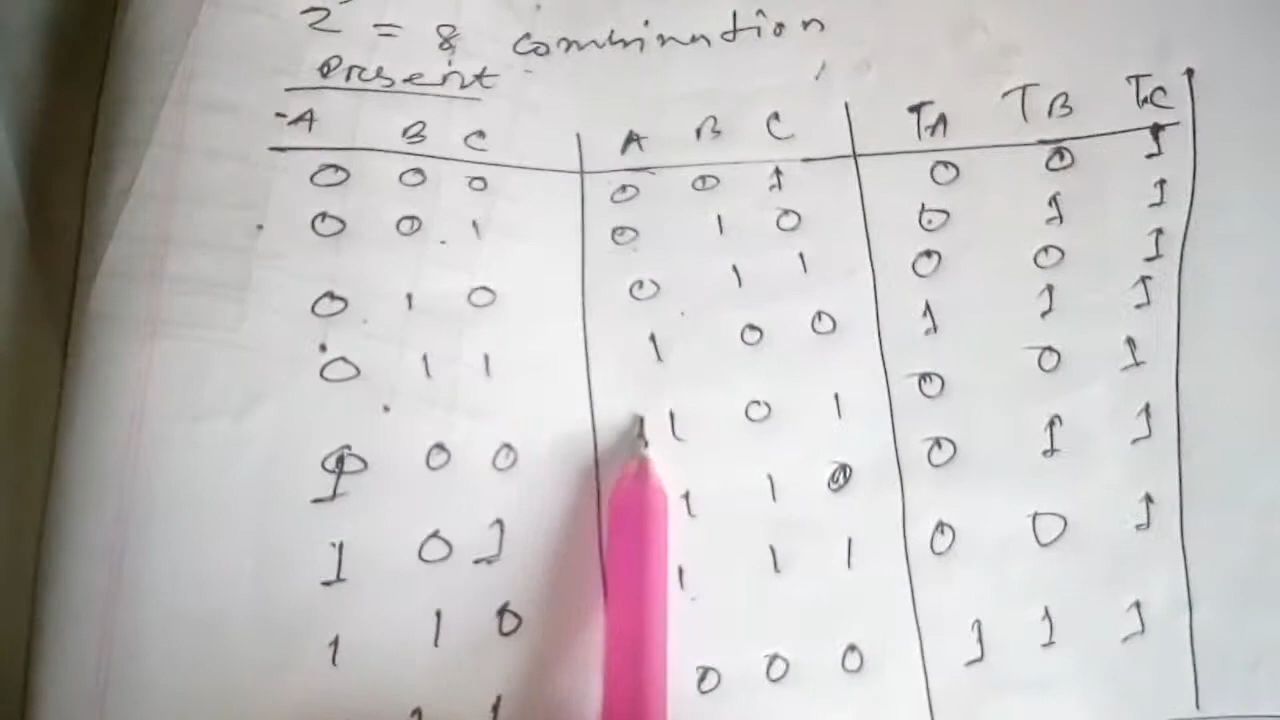 2 = 8 combination
Present
A B C A B C TA TB TC
0 0 0 0 0 1 0 0 1
0 0 1 0 1 0 0 1 1
0 1 0 0 1 1 0 0 1
0 1 1 1 0 0 1 1 1
1 0 0 1 0 1 0 0 1
1 0 1 1 1 0 0 1 1
1 1 0 1 1 1 0 0 1
1 1 0 0 0 1 1 1